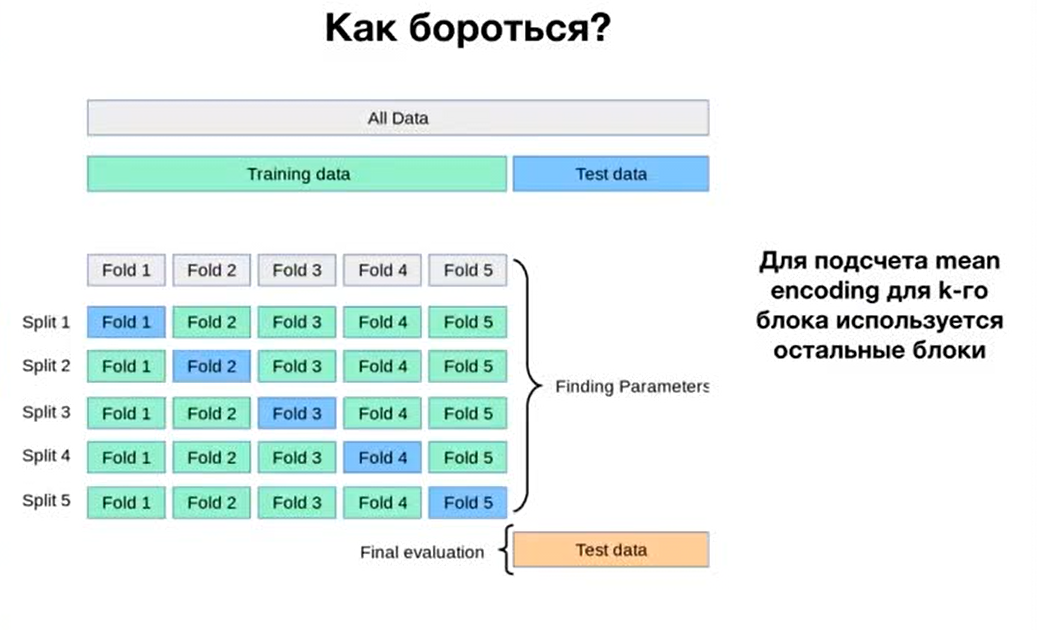 Как бороться?
All Data
Training data Test data
Fold 1 Fold 2 Fold 3 Fold 4 Fold 5
Split 1 Fold 1 Fold 2 Fold 3 Fold 4 Fold 5
Split 2 Fold 1 Fold 2 Fold 3 Fold 4 Fold 5
Split 3 Fold 1 Fold 2 Fold 3 Fold 4 Fold 5
Split 4 Fold 1 Fold 2 Fold 3 Fold 4 Fold 5
Split 5 Fold 1 Fold 2 Fold 3 Fold 4 Fold 5
Finding Parameters
Final evaluation Test data
Для подсчета mean
encoding для k-го
блока используется
остальные блоки